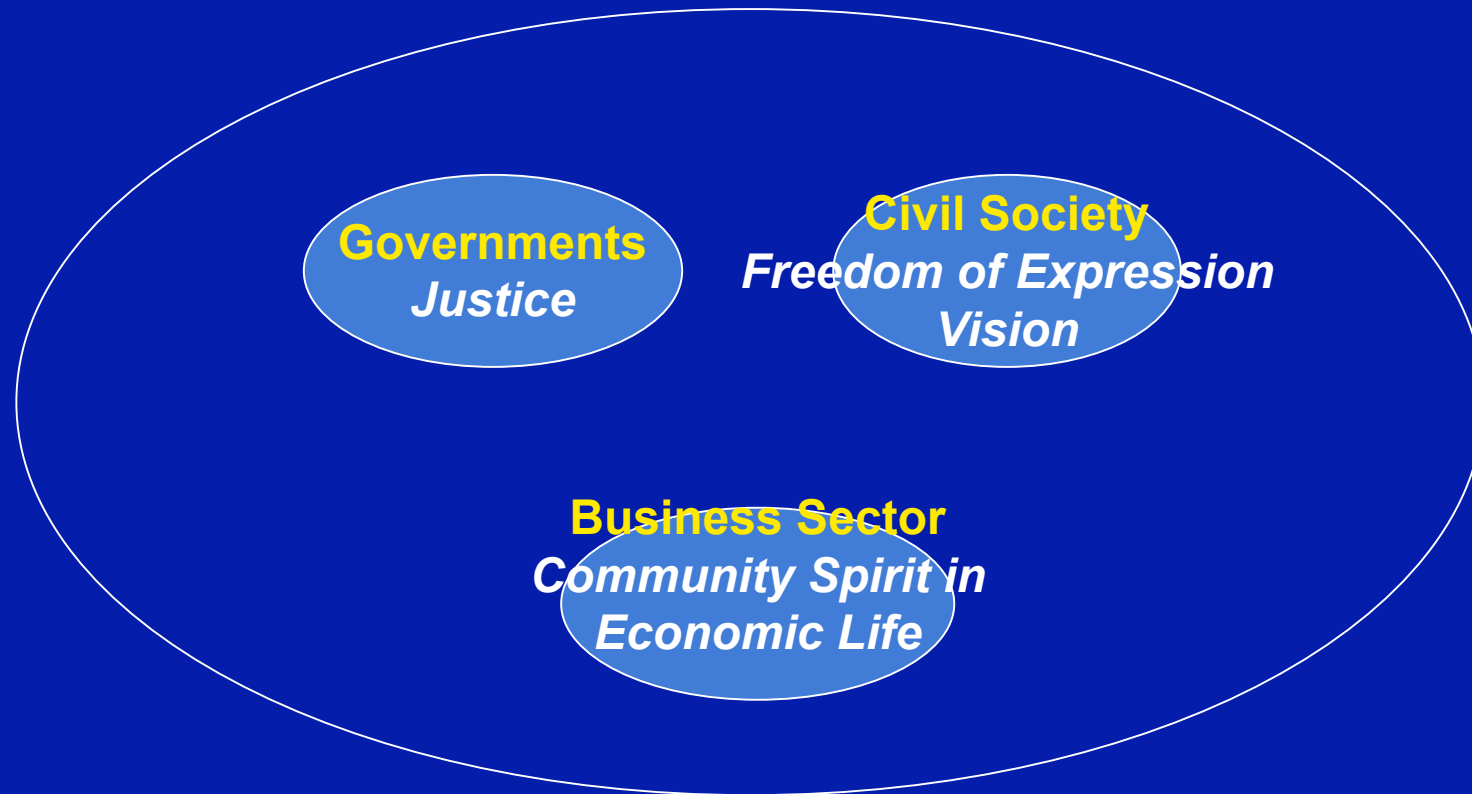 Governments
Justice
Civil Society
Freedom of Expression
Vision
Business Sector
Community Spirit in
Economic Life